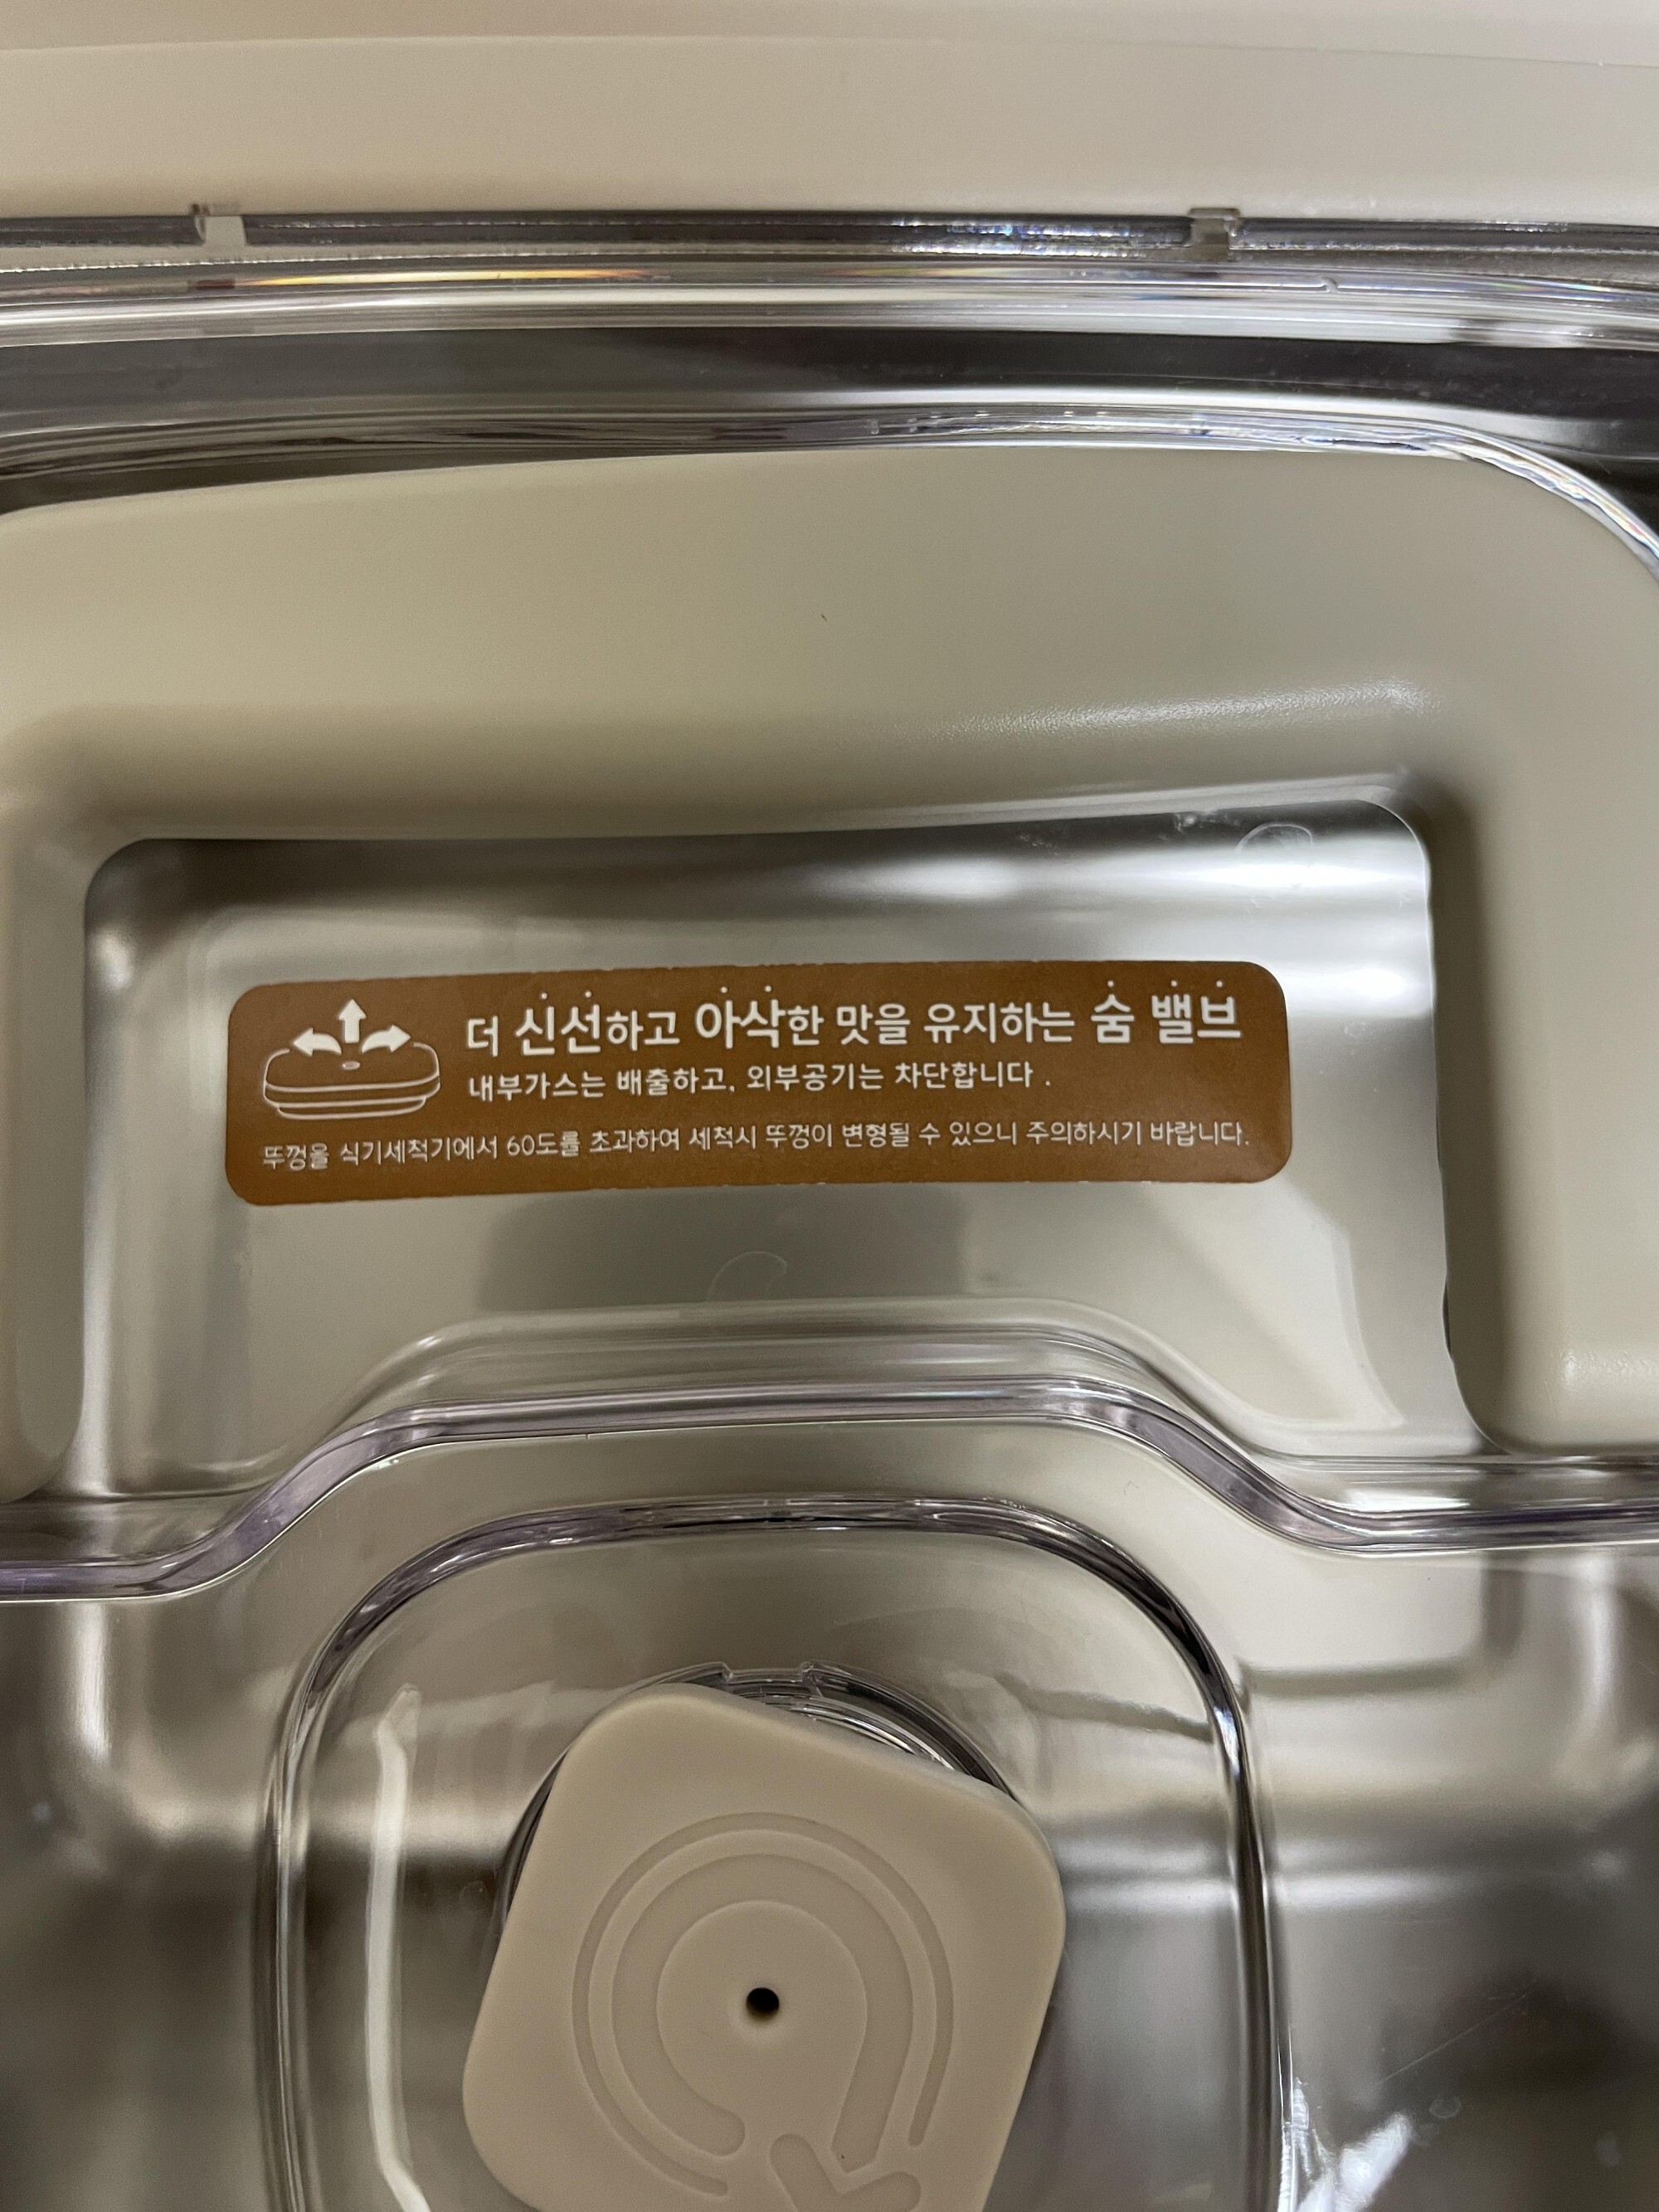 더 신선하고 아삭한 맛을 유지하는 숨 밸브
내부가스는 배출하고, 외부공기는 차단합니다 .
뚜껑을 식기세척기에서 60도를 초과하여 세척시 뚜껑이 변형될 수 있으니 주의하시기 바랍니다.